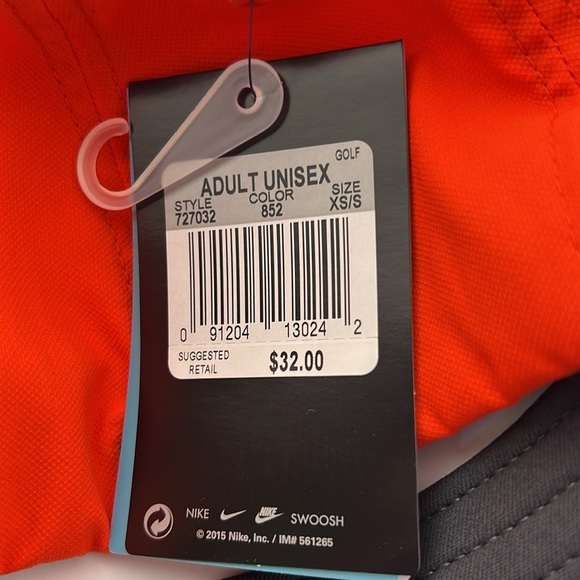 GOLF
ADULT UNISEX
STYLE COLOR SIZE
727032 852 XS/S
0 91204 13024 2
SUGGESTED
RETAIL $32.00
NIKE NIKE SWOOSH
© 2015 Nike, Inc. / IM# 561265